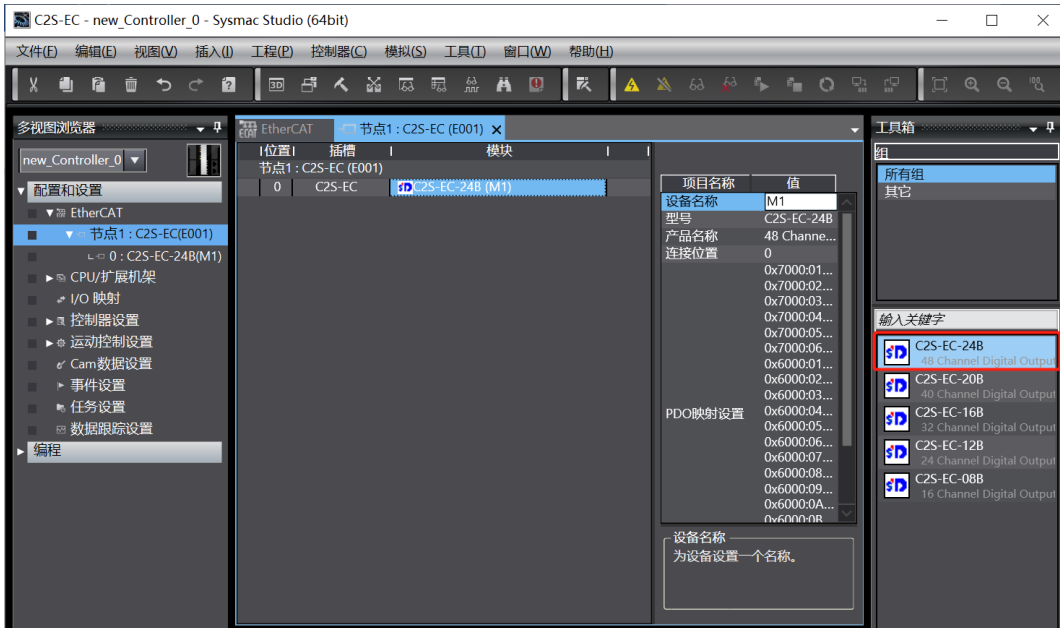 C2S-EC - new_Controller_0 - Sysmac Studio (64bit)
文件(F) 编辑(E) 视图(V) 插入(I) 工程(P) 控制器(C) 模拟(S) 工具(T) 窗口(W) 帮助(H)
多视图浏览器
new_Controller_0
配置和设置
EtherCAT
节点1 : C2S-EC(E001)
0 : C2S-EC-24B(M1)
CPU/扩展机架
I/O 映射
控制器设置
运动控制设置
Cam数据设置
事件设置
任务设置
数据跟踪设置
编程
EtherCAT 节点1 : C2S-EC (E001)
位置 插槽 模块
节点1 : C2S-EC (E001)
0 C2S-EC C2S-EC-24B (M1)
项目名称 值
设备名称 M1
型号 C2S-EC-24B
产品名称 48 Channe...
连接位置 0
PDO映射设置
0x7000:01...
0x7000:02...
0x7000:03...
0x7000:04...
0x7000:05...
0x7000:06...
0x6000:01...
0x6000:02...
0x6000:03...
0x6000:04...
0x6000:05...
0x6000:06...
0x6000:07...
0x6000:08...
0x6000:09...
0x6000:0A...
0x6000:0B
设备名称
为设备设置一个名称。
工具箱
组
所有组
其它
输入关键字
C2S-EC-24B
48 Channel Digital Output
C2S-EC-20B
40 Channel Digital Output
C2S-EC-16B
32 Channel Digital Output
C2S-EC-12B
24 Channel Digital Output
C2S-EC-08B
16 Channel Digital Output